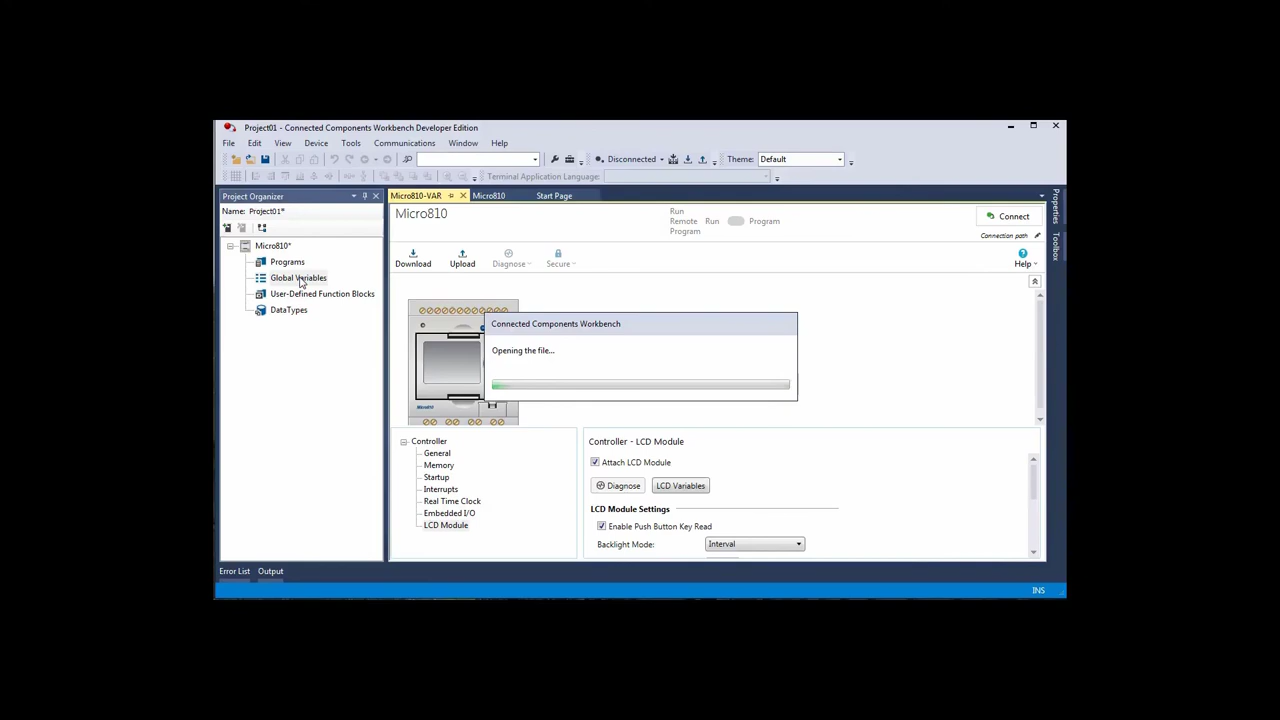 Project01 - Connected Components Workbench Developer Edition
File Edit View Device Tools Communications Window Help
Disconnected Theme: Default
Terminal Application Language:
Project Organizer
Name: Project01*
Micro810*
Programs
Global Variables
User-Defined Function Blocks
DataTypes
Micro810-VAR Micro810 Start Page
Micro810
Run
Remote
Program
Run Program
Connect
Connection path
Download Upload Diagnose Secure Help
Micro810
Connected Components Workbench
Opening the file...
Controller
General
Memory
Startup
Interrupts
Real Time Clock
Embedded I/O
LCD Module
Controller - LCD Module
Attach LCD Module
Diagnose LCD Variables
LCD Module Settings
Enable Push Button Key Read
Backlight Mode: Interval
Properties
Toolbox
Error List Output
INS